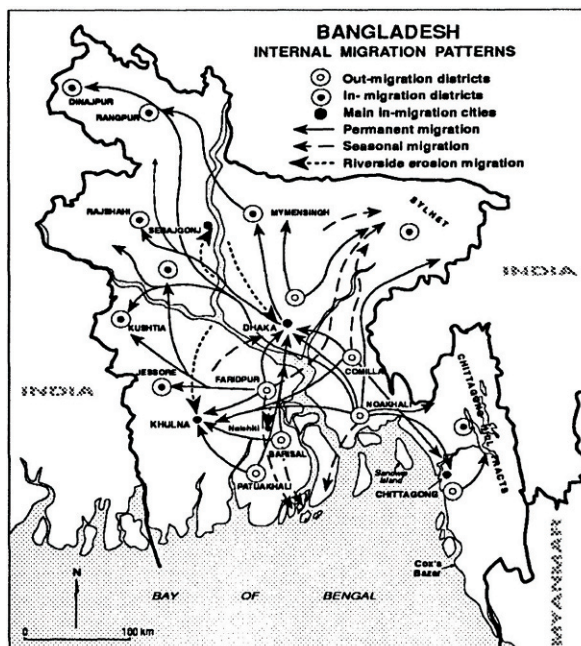 BANGLADESH
INTERNAL MIGRATION PATTERNS
Out-migration districts
In- migration districts
Main in-migration cities
Permanent migration
Seasonal migration
Riverside erosion migration
DINAJPUR
RANGPUR
RAJSHAHI
SERAJGONJ
MYMENSINGH
SYLHET
INDIA
KUSHTIA
DHAKA
JESSORE
FARIDPUR
COMILLA
INDIA
KHULNA
Nalchiti
NOAKHALI
BARISAL
PATUAKHALI
Sandwip
Island
CHITTAGONG
CHITTAGONG HILL TRACTS
Cox's
Bazar
MYANMAR
N
BAY OF BENGAL
0 100 km